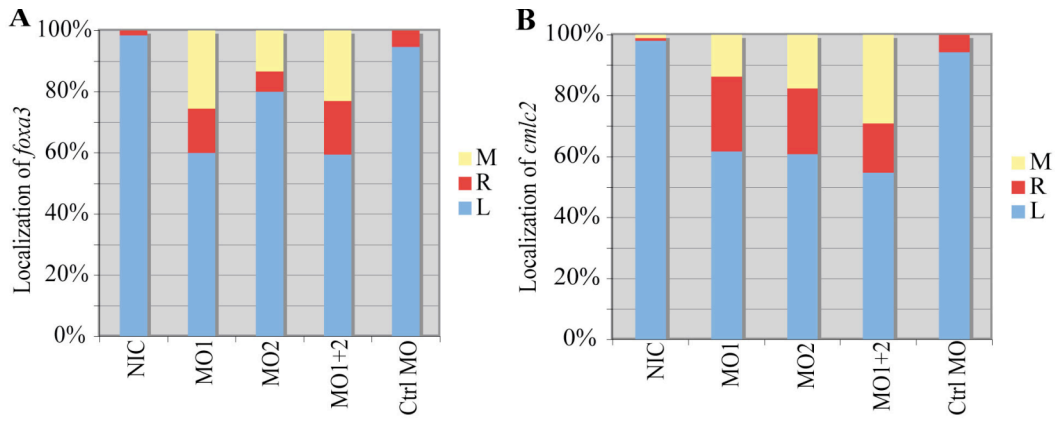 A
100%
80%
60%
40%
20%
0%
Localization of foxa3
NIC
MO1
MO2
MO1+2
Ctrl MO
M
R
L
B
100%
80%
60%
40%
20%
0%
Localization of cmlc2
NIC
MO1
MO2
MO1+2
Ctrl MO
M
R
L